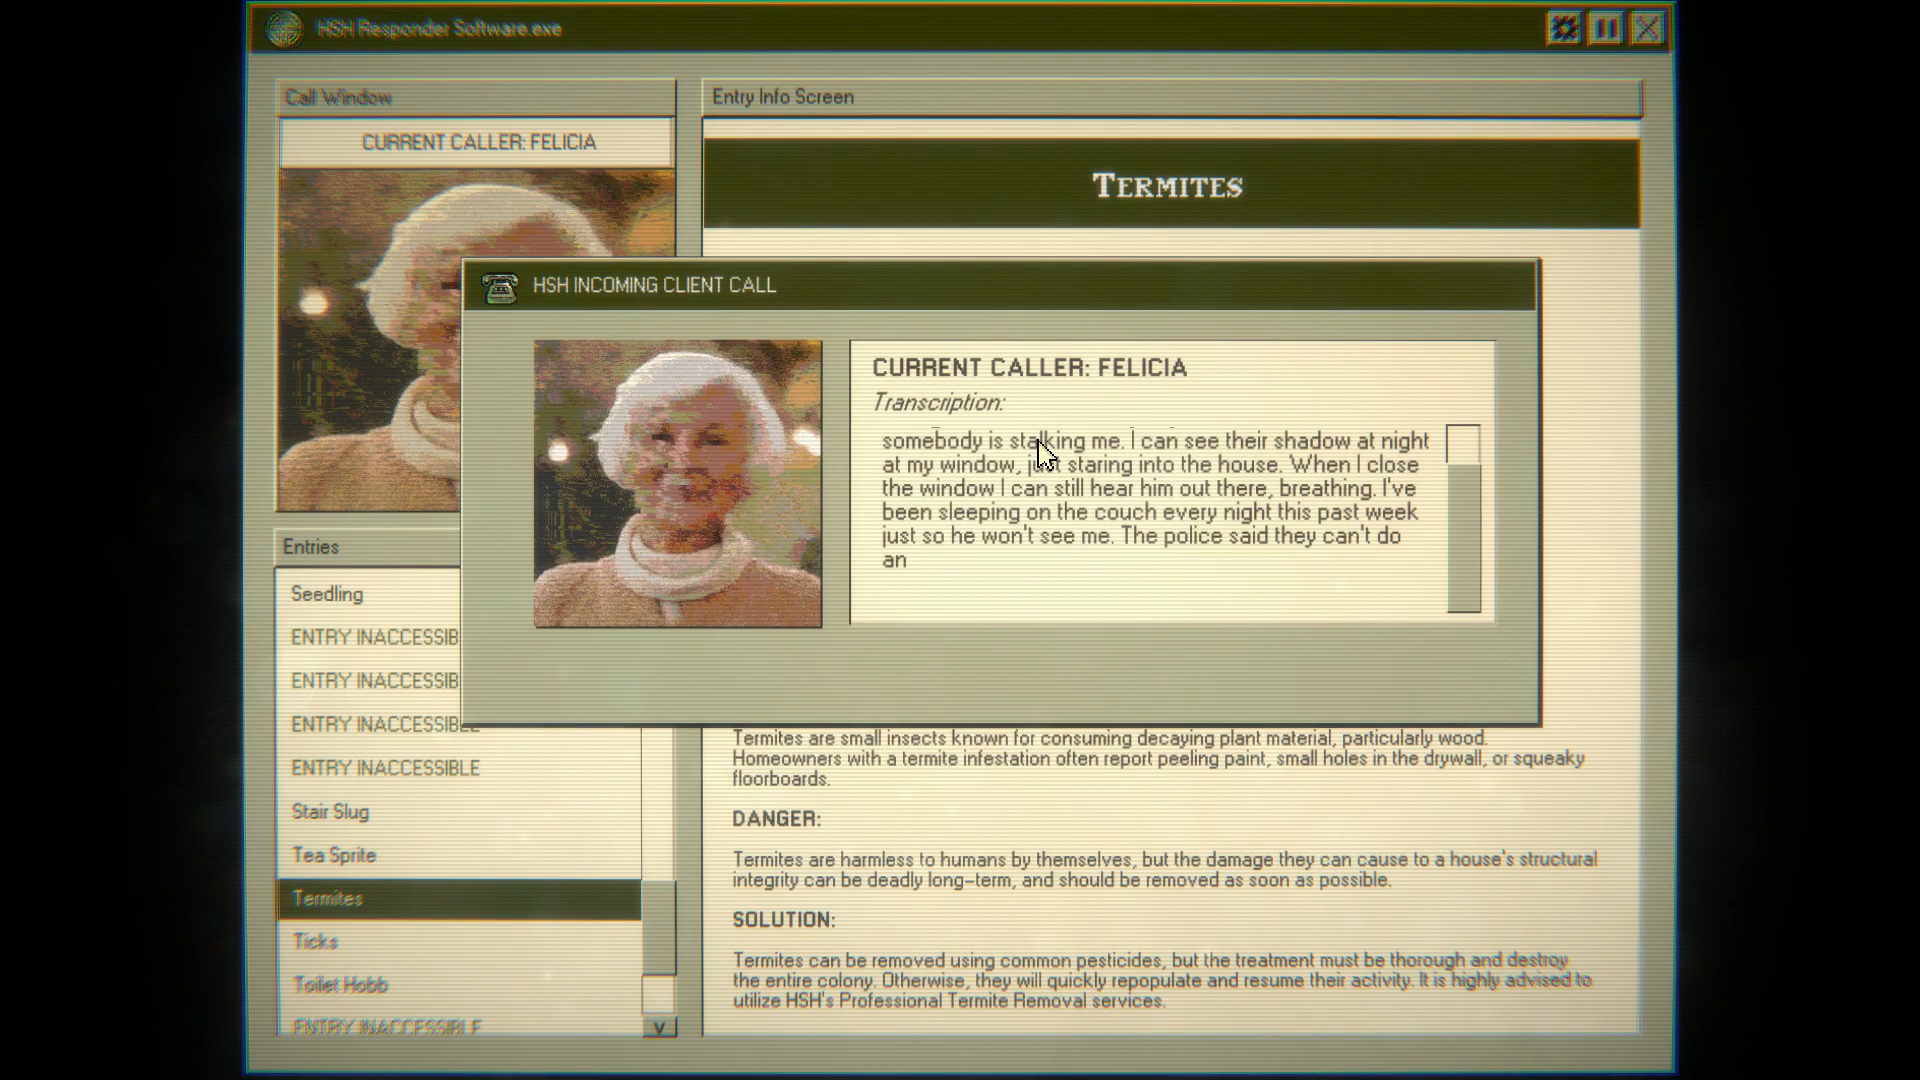 HSH Responder Software.exe
Call Window
CURRENT CALLER: FELICIA
Entries
Seedling
ENTRY INACCESSIB
ENTRY INACCESSIB
ENTRY INACCESSIBLE
ENTRY INACCESSIBLE
Stair Slug
Tea Sprite
Termites
Ticks
Toilet Hobb
ENTRY INACCESSIBLE
v
Entry Info Screen
TERMITES
HSH INCOMING CLIENT CALL
CURRENT CALLER: FELICIA
Transcription:
somebody is stalking me. I can see their shadow at night
at my window, just staring into the house. When I close
the window I can still hear him out there, breathing. I've
been sleeping on the couch every night this past week
just so he won't see me. The police said they can't do
an
Termites are small insects known for consuming decaying plant material, particularly wood.
Homeowners with a termite infestation often report peeling paint, small holes in the drywall, or squeaky
floorboards.
DANGER:
Termites are harmless to humans by themselves, but the damage they can cause to a house's structural
integrity can be deadly long-term, and should be removed as soon as possible.
SOLUTION:
Termites can be removed using common pesticides, but the treatment must be thorough and destroy
the entire colony. Otherwise, they will quickly repopulate and resume their activity. It is highly advised to
utilize HSH's Professional Termite Removal services.